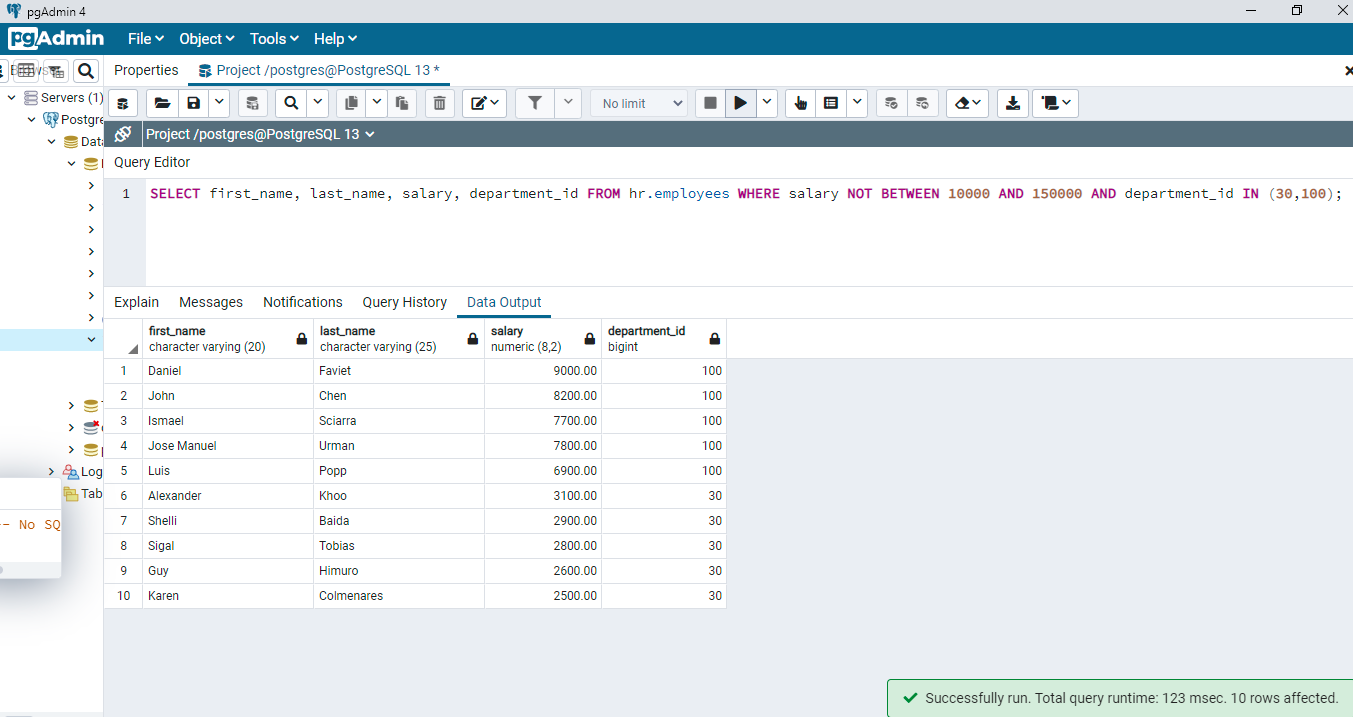 pgAdmin 4
pgAdmin
File Object Tools Help
Properties
Project /postgres@PostgreSQL 13 *
No limit
Servers (1)
Project /postgres@PostgreSQL 13
Query Editor
1 SELECT first_name, last_name, salary, department_id FROM hr.employees WHERE salary NOT BETWEEN 10000 AND 150000 AND department_id IN (30,100);
Explain Messages Notifications Query History Data Output
first_name last_name salary department_id
character varying (20) character varying (25) numeric (8,2) bigint
1 Daniel Faviet 9000.00 100
2 John Chen 8200.00 100
3 Ismael Sciarra 7700.00 100
4 Jose Manuel Urman 7800.00 100
5 Luis Popp 6900.00 100
6 Alexander Khoo 3100.00 30
7 Shelli Baida 2900.00 30
8 Sigal Tobias 2800.00 30
9 Guy Himuro 2600.00 30
10 Karen Colmenares 2500.00 30
Postgre
Data
Log
Tab
-- No SQ
Successfully run. Total query runtime: 123 msec. 10 rows affected.